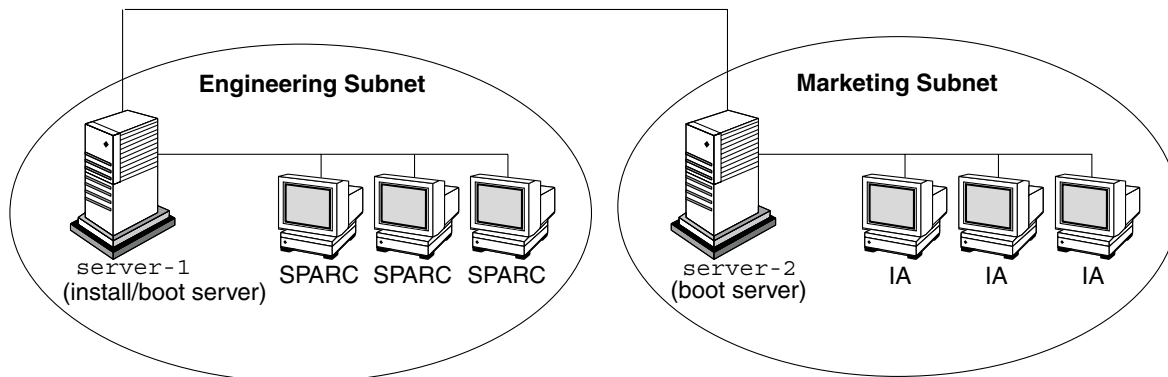 Engineering Subnet
Marketing Subnet
server-1
(install/boot server)
SPARC SPARC SPARC
server-2
(boot server)
IA IA IA